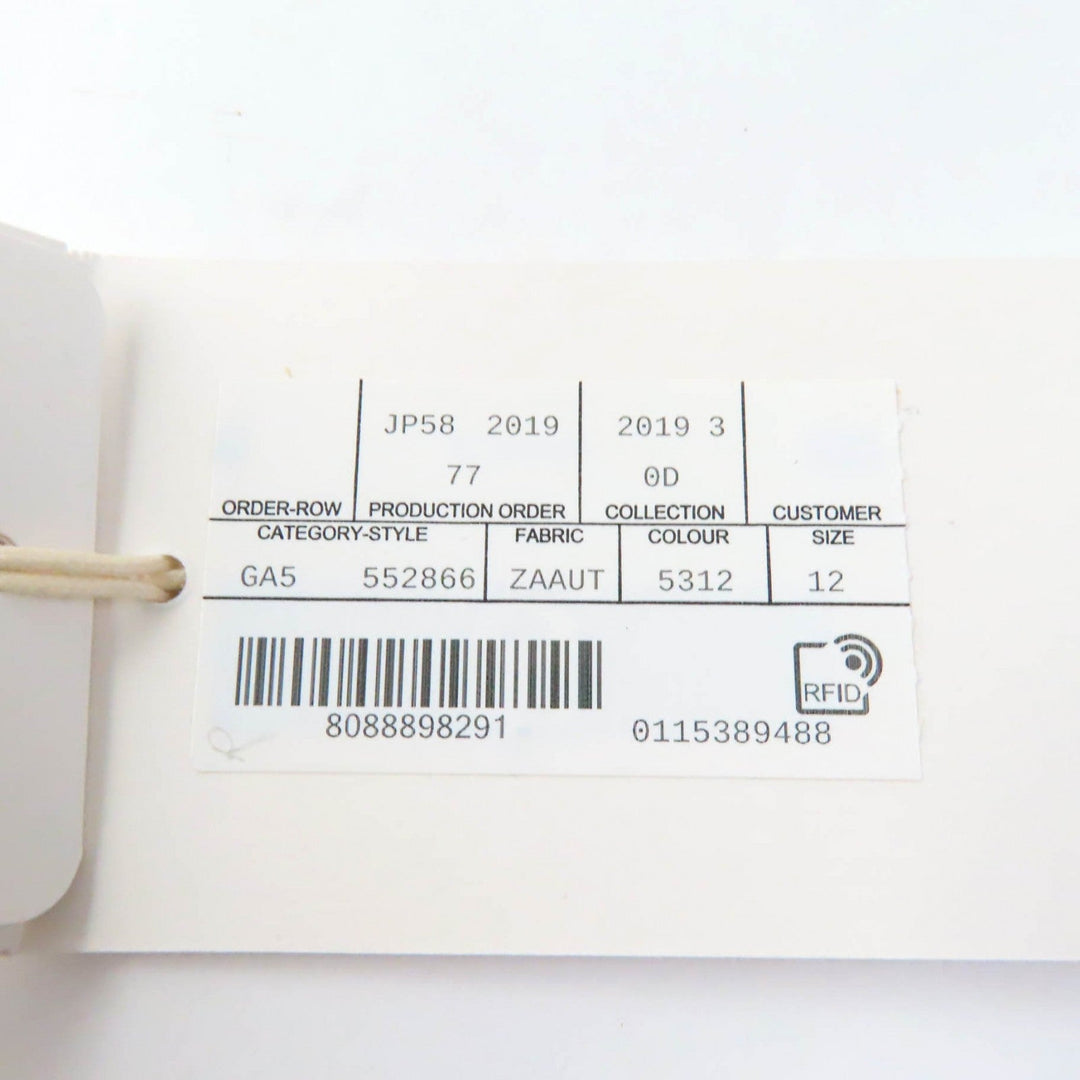 JP58 2019
2019 3
77
0D
ORDER-ROW PRODUCTION ORDER COLLECTION CUSTOMER
CATEGORY-STYLE FABRIC COLOUR SIZE
GA5 552866 ZAAUT 5312 12
RFID
8088898291 0115389488